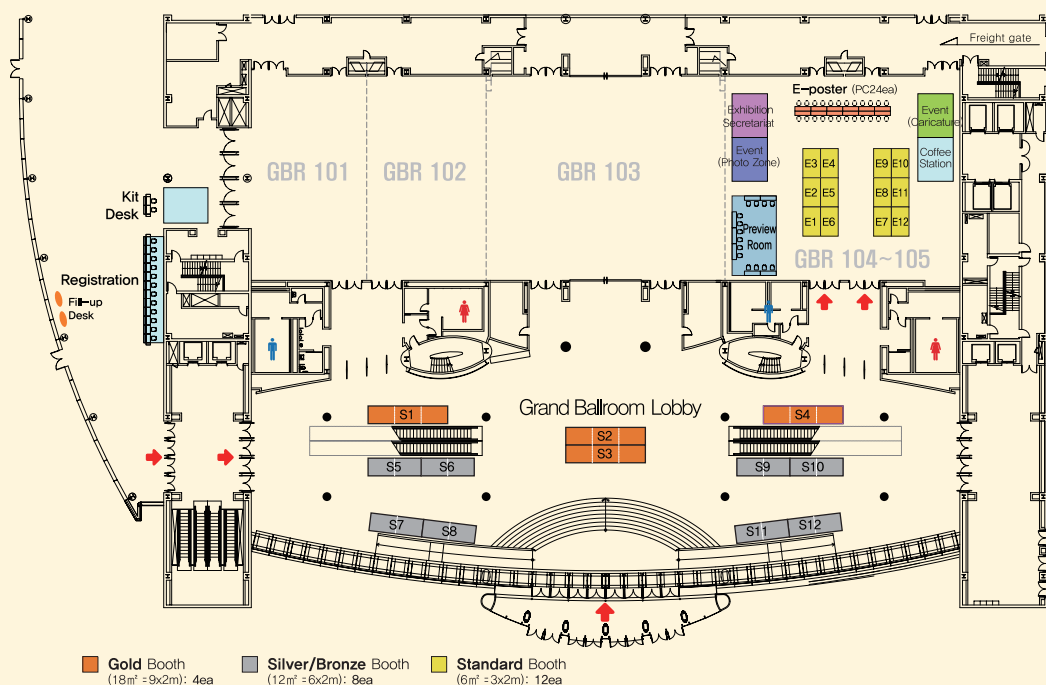 Freight gate
E-poster (PC24ea)
Exhibition
Secretariat
Event
(Caricature)
Event
(Photo Zone)
Coffee
Station
E3 E4
E9 E10
E2 E5
E8 E11
E1 E6
E7 E12
GBR 101
GBR 102
GBR 103
Preview
Room
GBR 104~105
Kit
Desk
Registration
Fill-up
Desk
Grand Ballroom Lobby
S1
S4
S2
S3
S5 S6
S9 S10
S7
S8
S11
S12
Gold Booth
(18㎡=9x2m): 4ea
Silver/Bronze Booth
(12㎡=6x2m): 8ea
Standard Booth
(6㎡=3x2m): 12ea